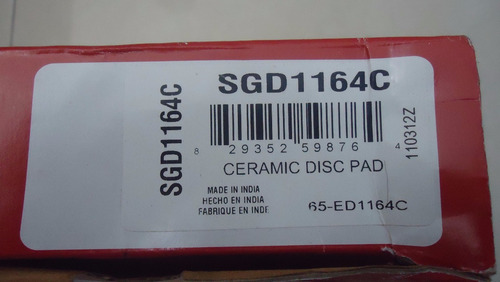 SGD1164C
SGD1164C
8 29352 59876 4
110312Z
CERAMIC DISC PAD
MADE IN INDIA
HECHO EN INDIA
FABRIQUE EN INDE
65-ED1164C